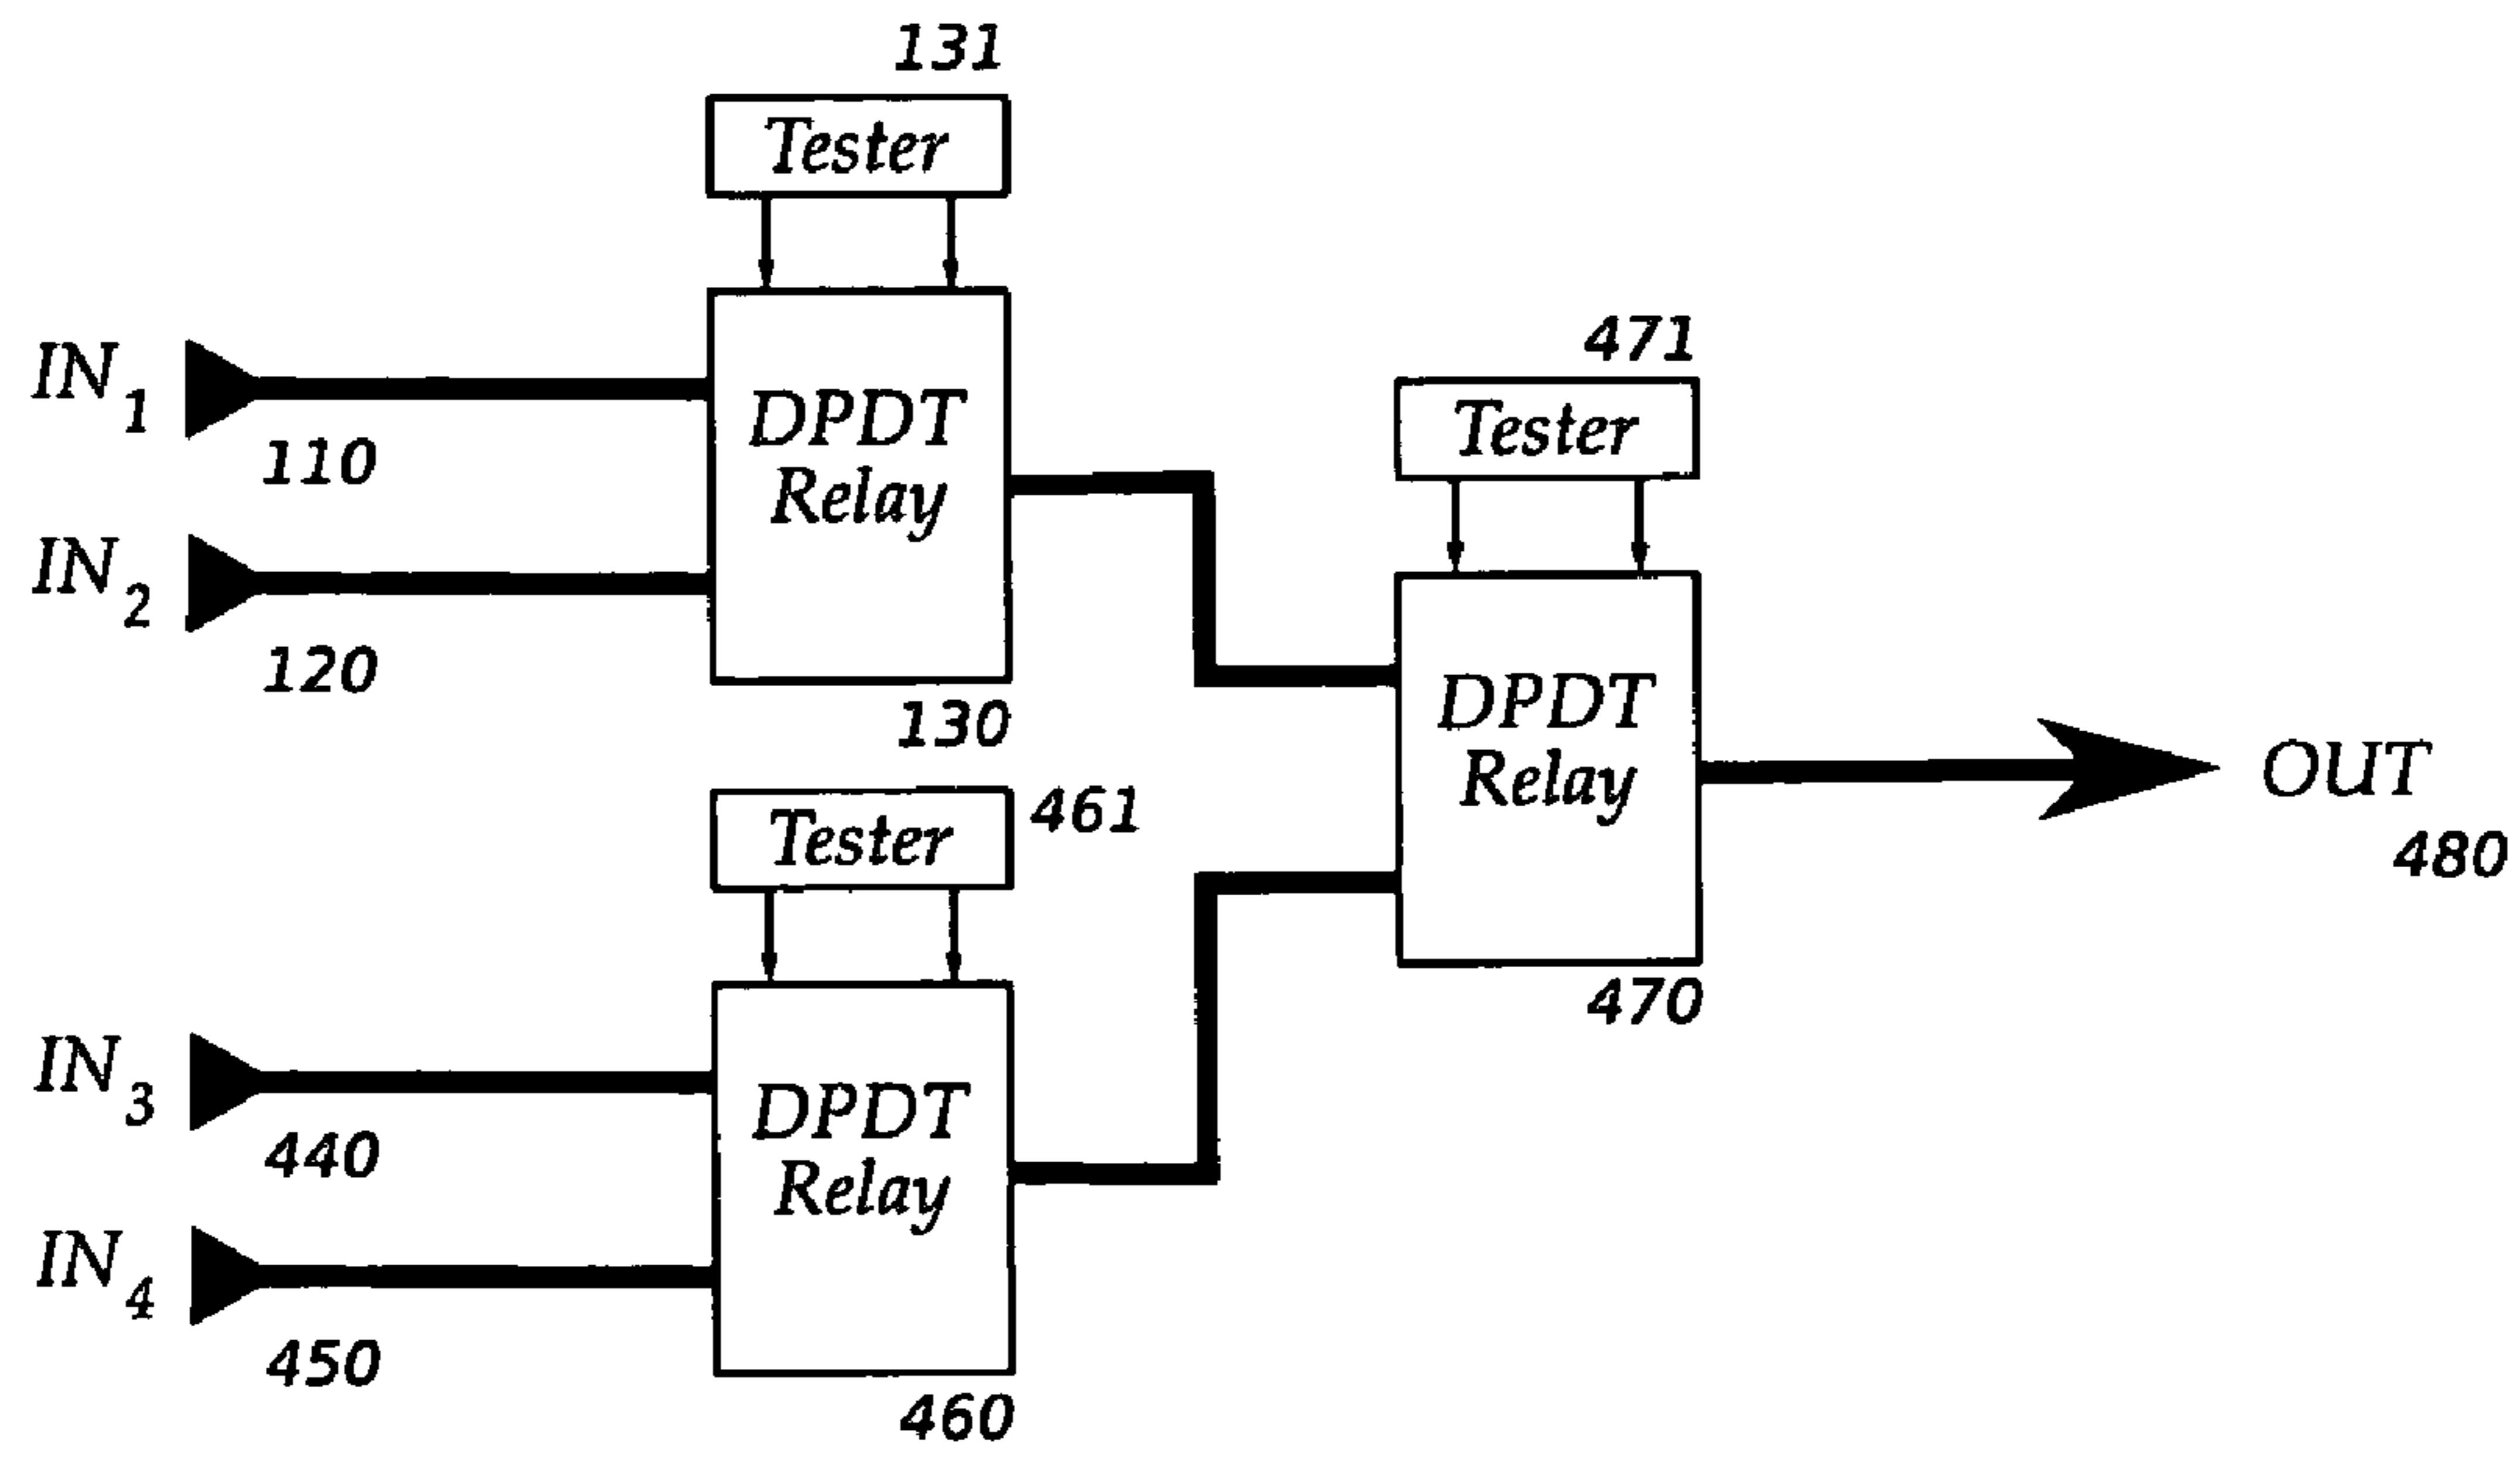 131
Tester
IN1
110
DPDT
Relay
IN2
120
130
471
Tester
DPDT
Relay
470
OUT
480
461
Tester
IN3
440
DPDT
Relay
IN4
450
460